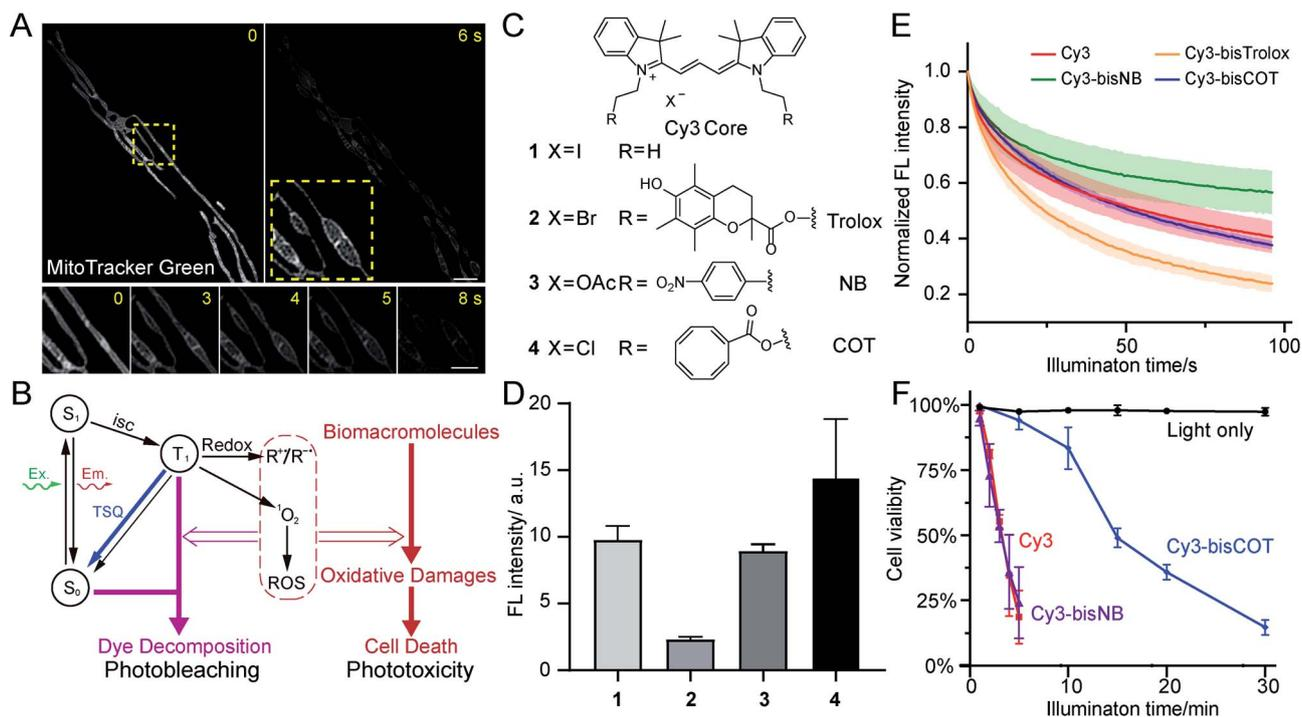 A
0
6 s
MitoTracker Green
0
3
4
5
8 s
B
S₁
isc
T₁
Redox
R⁺/R⁻•
Ex.
Em.
TSQ
¹O₂
ROS
S₀
Dye Decomposition
Photobleaching
Biomacromolecules
Oxidative Damages
Cell Death
Phototoxicity
C
N
+
N
X⁻
R
R
Cy3 Core
1 X=I R=H
2 X=Br R=
HO
O
O
O
Trolox
3 X=OAc R=
O₂N
NB
4 X=Cl R=
O
O
COT
D
FL intensity/ a.u.
20
15
10
5
0
1
2
3
4
E
Normalized FL intensity
1.0
0.8
0.6
0.4
0.2
Cy3
Cy3-bisTrolox
Cy3-bisNB
Cy3-bisCOT
0
50
100
Illuminaton time/s
F
Cell vialibity
100%
75%
50%
25%
0%
Light only
Cy3
Cy3-bisCOT
Cy3-bisNB
0
10
20
30
Illuminaton time/min